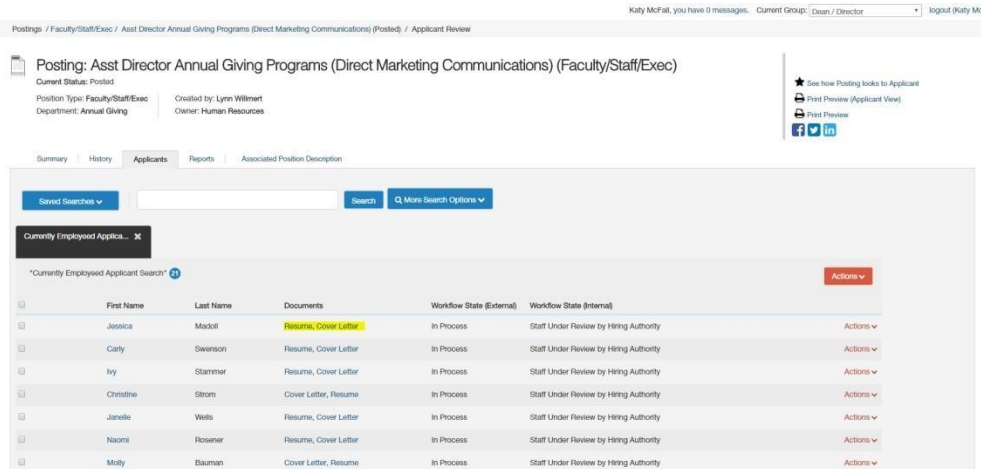 Katy McFall, you have 0 messages. Current Group: Dean / Director logout (Katy Mc
Postings / Faculty/Staff/Exec / Asst Director Annual Giving Programs (Direct Marketing Communications) (Posted) / Applicant Review
Posting: Asst Director Annual Giving Programs (Direct Marketing Communications) (Faculty/Staff/Exec)
Current Status: Posted
Position Type: Faculty/Staff/Exec Created by: Lynn Willmert
Department: Annual Giving Owner: Human Resources
See how Posting looks to Applicant
Print Preview (Applicant View)
Print Preview
Summary History Applicants Reports Associated Position Description
Saved Searches Search More Search Options
Currently Employeed Applica... ✖
"Currently Employeed Applicant Search" 21 Actions
First Name Last Name Documents Workflow State (External) Workflow State (Internal)
Jessica Madoll Resume, Cover Letter In Process Staff Under Review by Hiring Authority Actions
Carly Swenson Resume, Cover Letter In Process Staff Under Review by Hiring Authority Actions
Ivy Stammer Resume, Cover Letter In Process Staff Under Review by Hiring Authority Actions
Christine Strom Cover Letter, Resume In Process Staff Under Review by Hiring Authority Actions
Janelle Wells Resume, Cover Letter In Process Staff Under Review by Hiring Authority Actions
Naomi Rosener Resume, Cover Letter In Process Staff Under Review by Hiring Authority Actions
Molly Bauman Cover Letter, Resume In Process Staff Under Review by Hiring Authority Actions